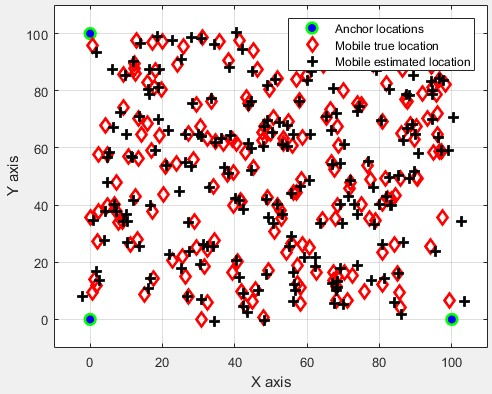 Anchor locations
Mobile true location
Mobile estimated location
100
80
60
40
20
0
Y axis
0
20
40
60
80
100
X axis